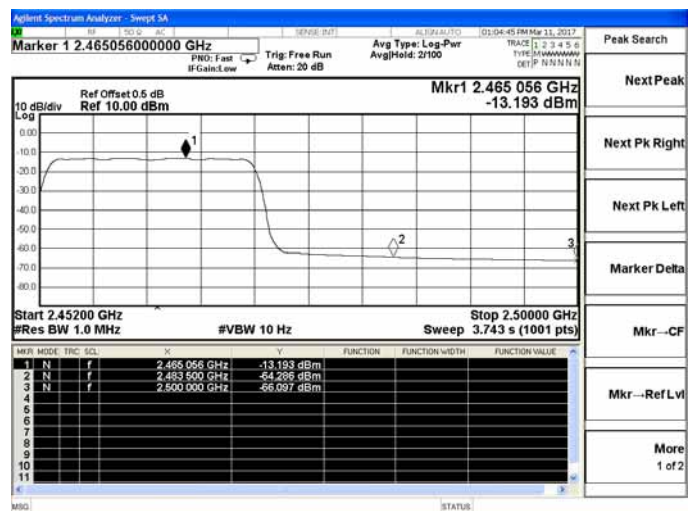 Agilent Spectrum Analyzer - Swept SA
RF 50 Ω AC SENSE:INT ALIGNAUTO 01:04:45 PM Mar 11, 2017
Marker 1 2.465056000000 GHz
PNO: Fast
IFGain:Low
Trig: Free Run
Atten: 20 dB
Avg Type: Log-Pwr
Avg|Hold: 2/100
TRACE 1 2 3 4 5 6
TYPE MWWWWW
DET P N N N N N
Peak Search
Ref Offset 0.5 dB
10 dB/div Ref 10.00 dBm
Log
Mkr1 2.465 056 GHz
-13.193 dBm
0.00
-10.0
-20.0
-30.0
-40.0
-50.0
-60.0
-70.0
-80.0
1
2
3
Start 2.45200 GHz Stop 2.50000 GHz
#Res BW 1.0 MHz #VBW 10 Hz Sweep 3.743 s (1001 pts)
MKR MODE TRC SCL X Y FUNCTION FUNCTION WIDTH FUNCTION VALUE
1 N f 2.465 056 GHz -13.193 dBm
2 N f 2.483 500 GHz -64.286 dBm
3 N f 2.500 000 GHz -66.097 dBm
4
5
6
7
8
9
10
11
MSG STATUS
Next Peak
Next Pk Right
Next Pk Left
Marker Delta
Mkr→CF
Mkr→Ref Lvl
More
1 of 2